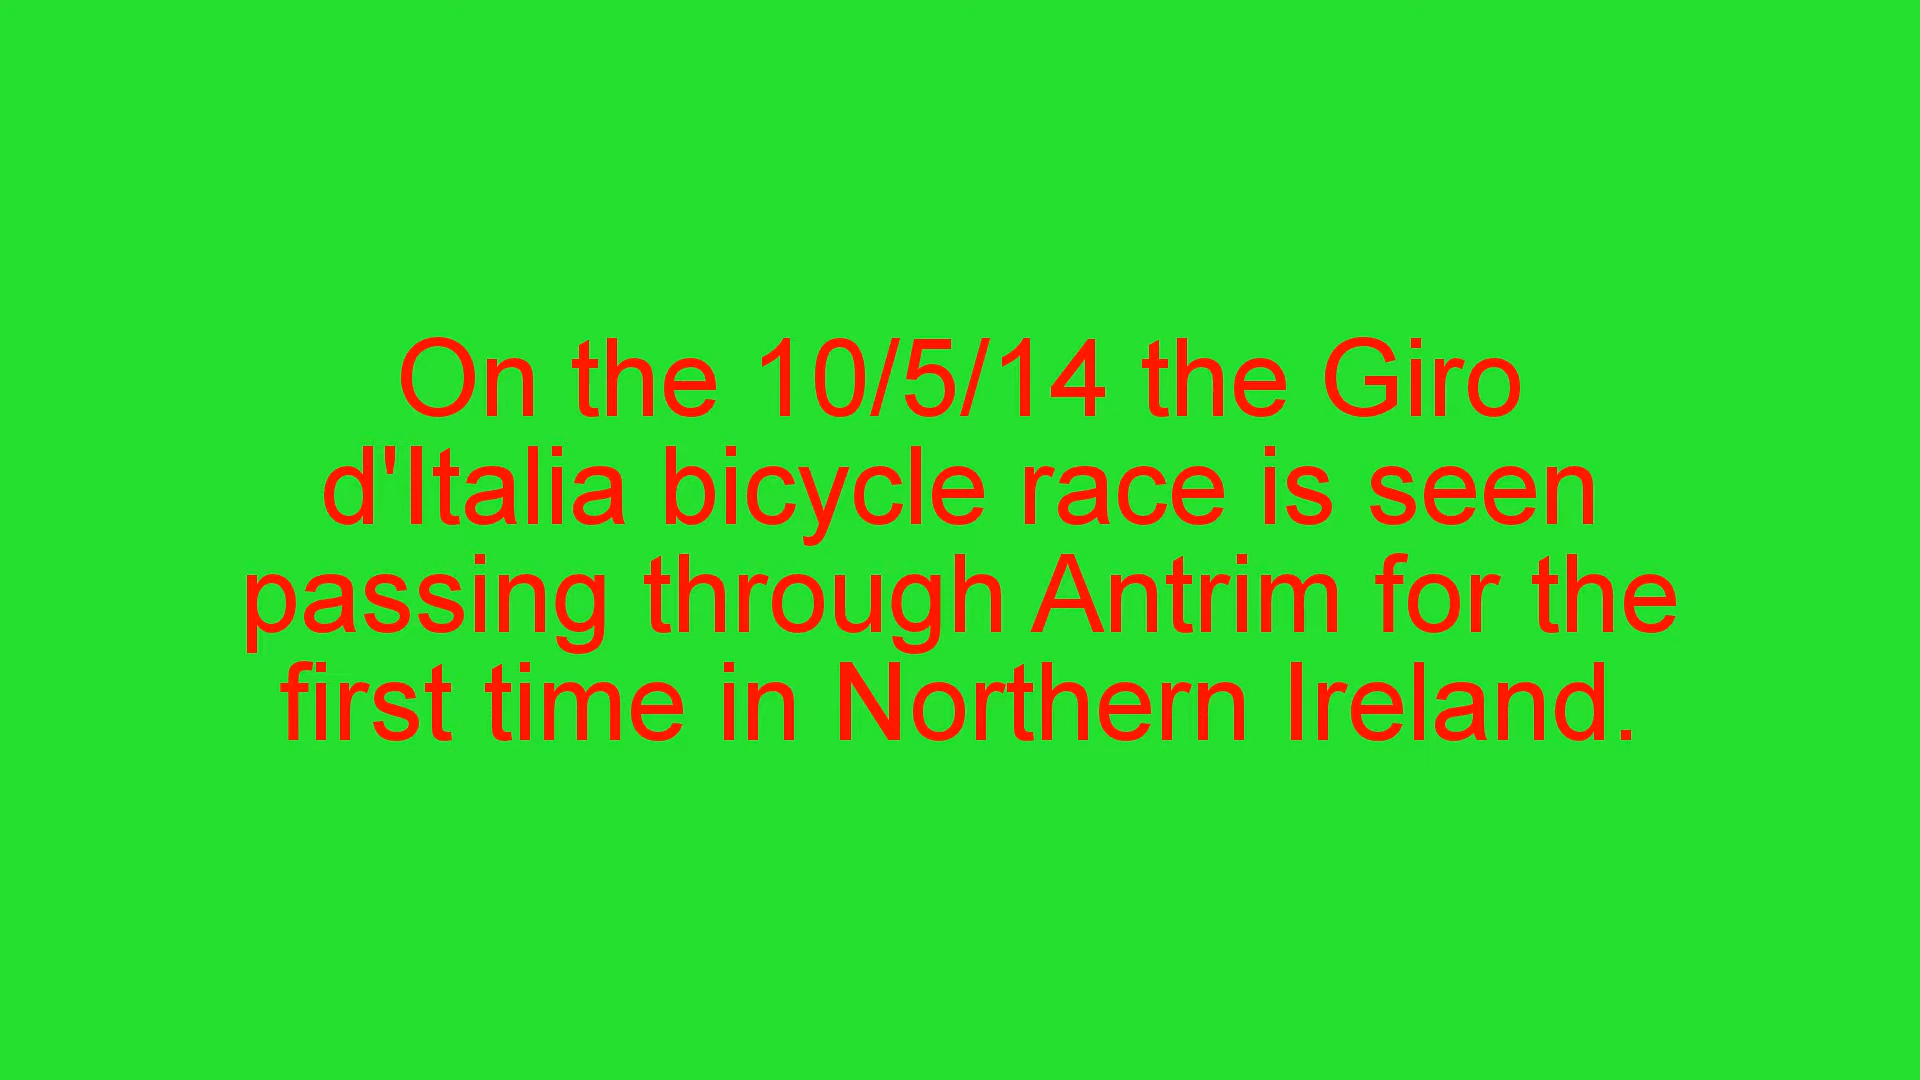 On the 10/5/14 the Giro
d'Italia bicycle race is seen
passing through Antrim for the
first time in Northern Ireland.